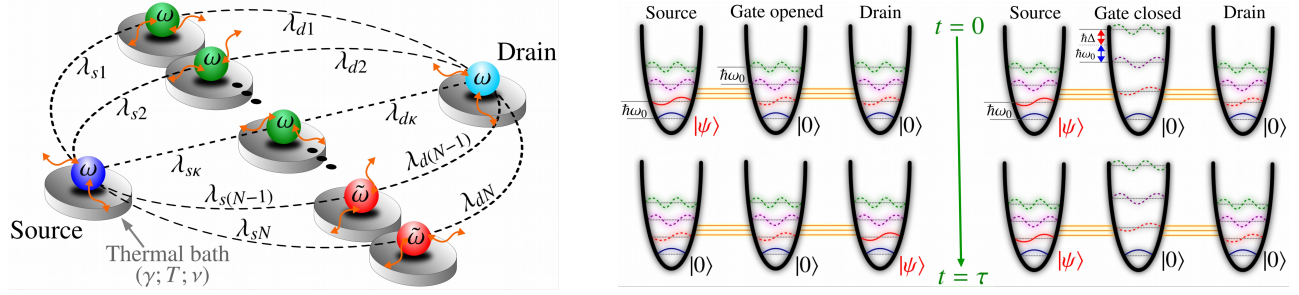 ω
λs1
λd1
Drain
ω
λd2
ω
λs2
ω
λdκ
λsκ
ω
λd(N−1)
λs(N−1)
ω̃
λdN
λsN
ω̃
Source
Thermal bath
(γ; T; ν)
Source Gate opened Drain
t = 0
Source Gate closed Drain
ħΔ
ħω0
ħω0
ħω0
ħω0
|ψ⟩ |0⟩ |0⟩
|ψ⟩ |0⟩ |0⟩
|0⟩ |0⟩ |ψ⟩
t = τ
|ψ⟩ |0⟩ |0⟩